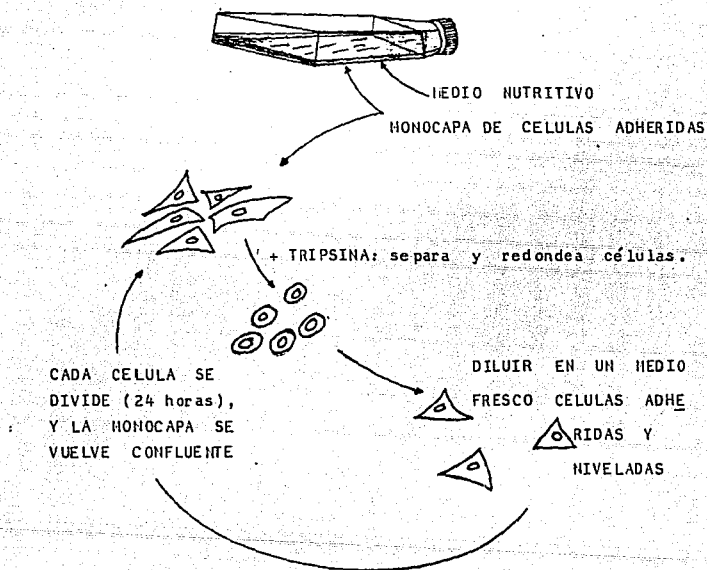 MEDIO NUTRITIVO
MONOCAPA DE CELULAS ADHERIDAS
+ TRIPSINA: separa y redondea células.
DILUIR EN UN MEDIO
FRESCO CELULAS ADHE
RIDAS Y
NIVELADAS
CADA CELULA SE
DIVIDE (24 horas),
Y LA MONOCAPA SE
VUELVE CONFLUENTE